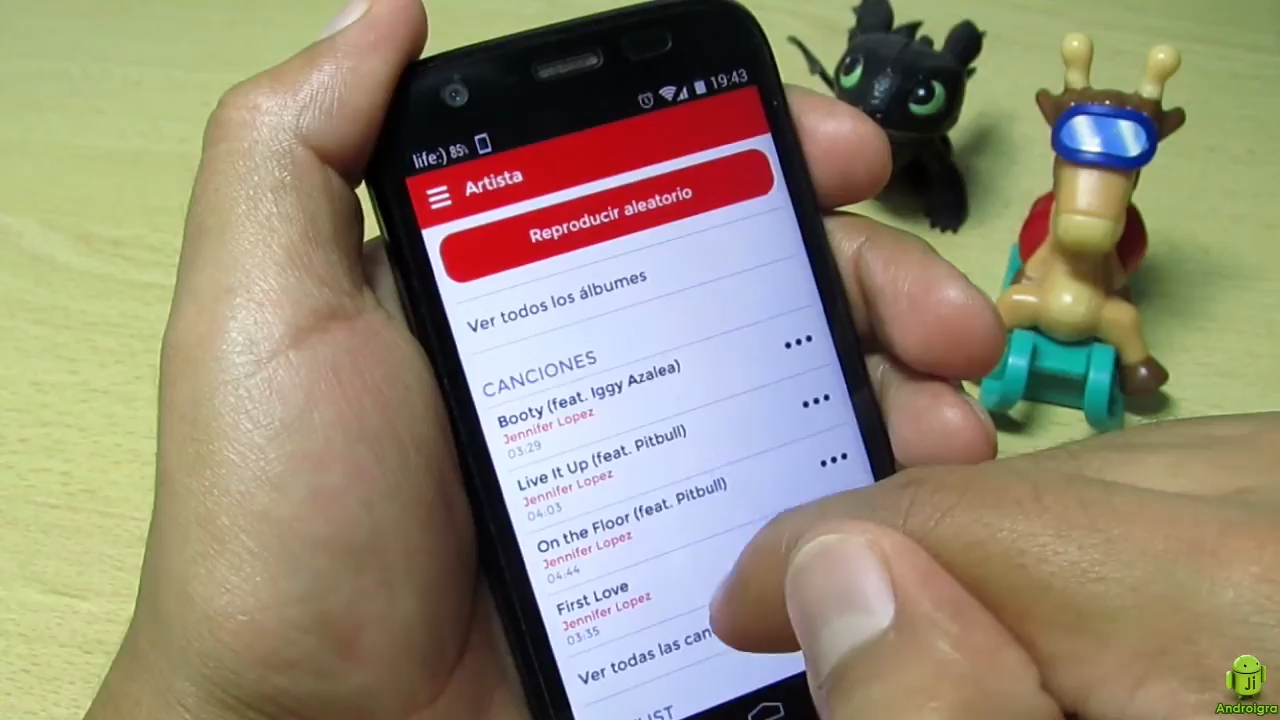 life:) 85%
19:43
Artista
Reproducir aleatorio
Ver todos los álbumes
CANCIONES
Booty (feat. Iggy Azalea)
Jennifer Lopez
03:29
Live It Up (feat. Pitbull)
Jennifer Lopez
04:03
On the Floor (feat. Pitbull)
Jennifer Lopez
04:44
First Love
Jennifer Lopez
03:35
Ver todas las can
LIST
Ji
Androigra